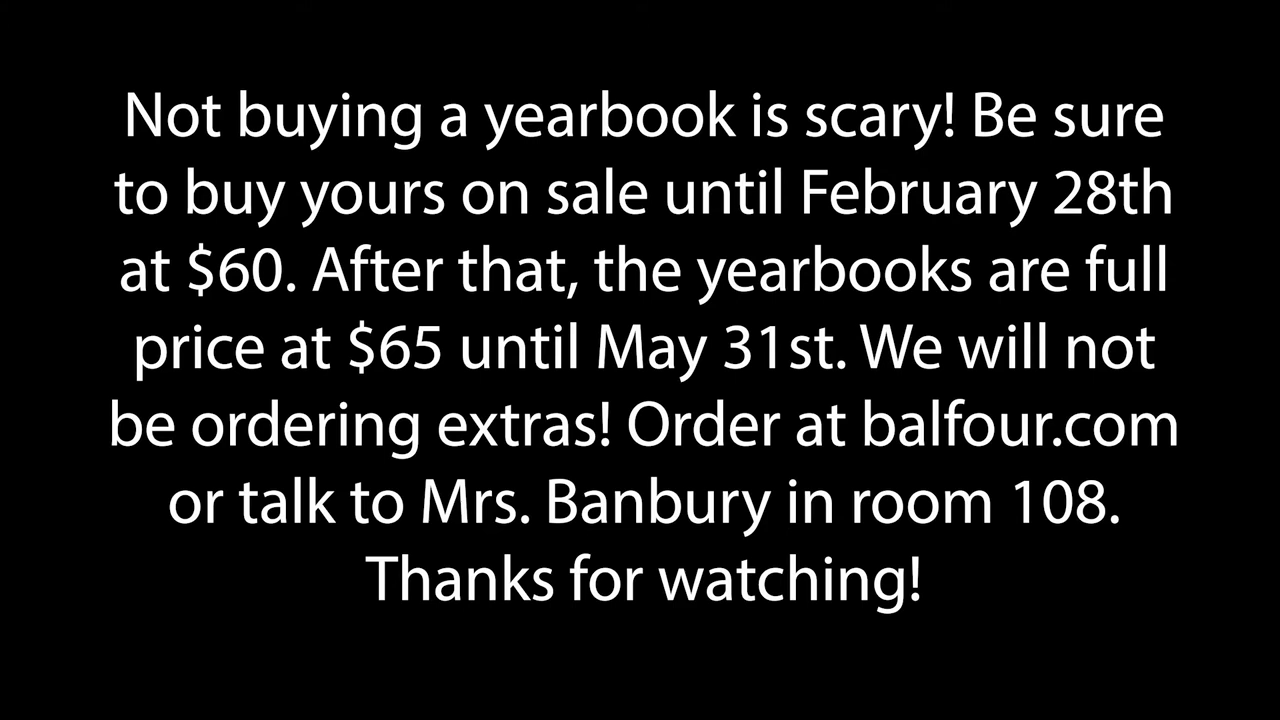 Not buying a yearbook is scary! Be sure
to buy yours on sale until February 28th
at $60. After that, the yearbooks are full
price at $65 until May 31st. We will not
be ordering extras! Order at balfour.com
or talk to Mrs. Banbury in room 108.
Thanks for watching!